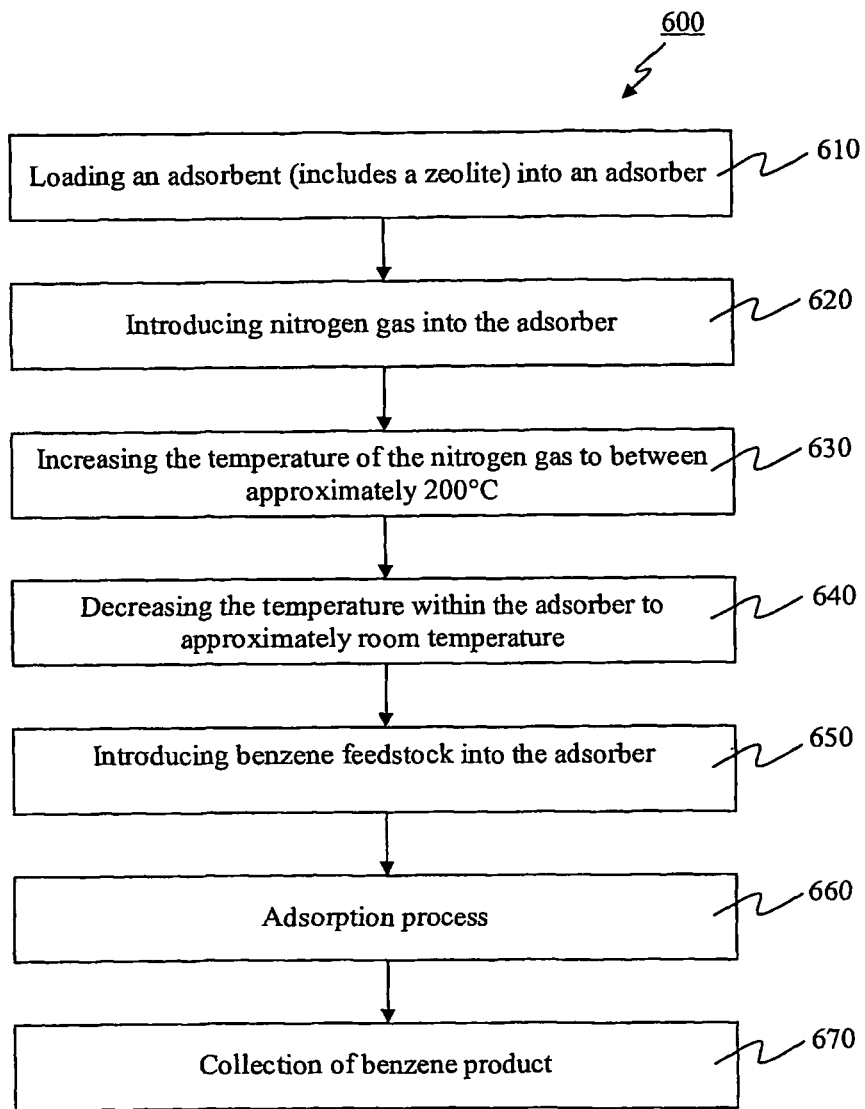 600
Loading an adsorbent (includes a zeolite) into an adsorber
610
Introducing nitrogen gas into the adsorber
620
Increasing the temperature of the nitrogen gas to between
approximately 200°C
630
Decreasing the temperature within the adsorber to
approximately room temperature
640
Introducing benzene feedstock into the adsorber
650
Adsorption process
660
Collection of benzene product
670